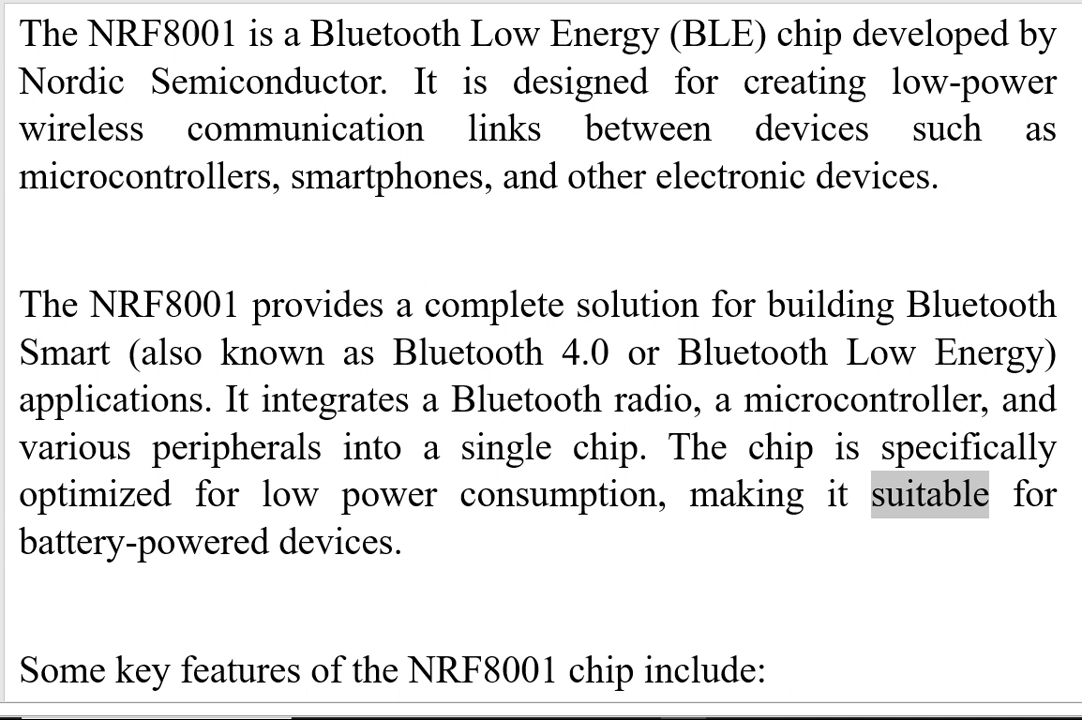 The NRF8001 is a Bluetooth Low Energy (BLE) chip developed by
Nordic Semiconductor. It is designed for creating low-power
wireless communication links between devices such as
microcontrollers, smartphones, and other electronic devices.
The NRF8001 provides a complete solution for building Bluetooth
Smart (also known as Bluetooth 4.0 or Bluetooth Low Energy)
applications. It integrates a Bluetooth radio, a microcontroller, and
various peripherals into a single chip. The chip is specifically
optimized for low power consumption, making it suitable for
battery-powered devices.
Some key features of the NRF8001 chip include: